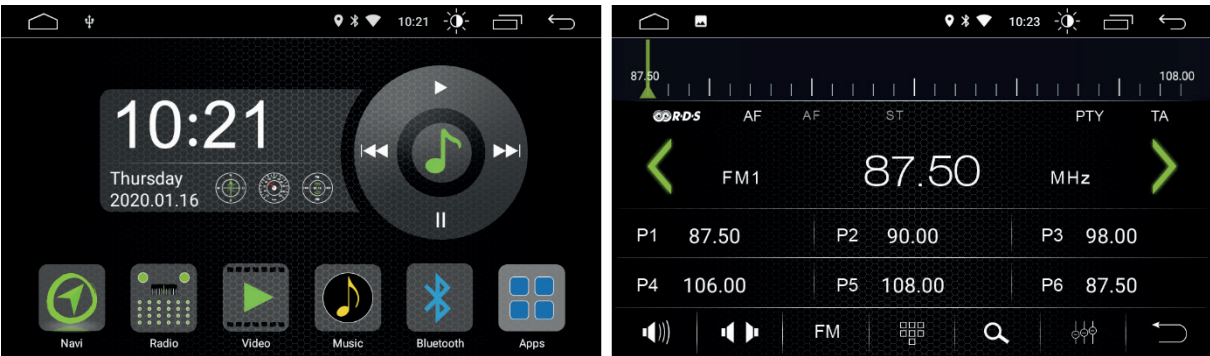 10:21
10:21
Thursday
2020.01.16
Navi Radio Video Music Bluetooth Apps
10:23
87.50 108.00
R·D·S AF AF ST PTY TA
FM1 87.50 MHz
P1 87.50 P2 90.00 P3 98.00
P4 106.00 P5 108.00 P6 87.50
FM